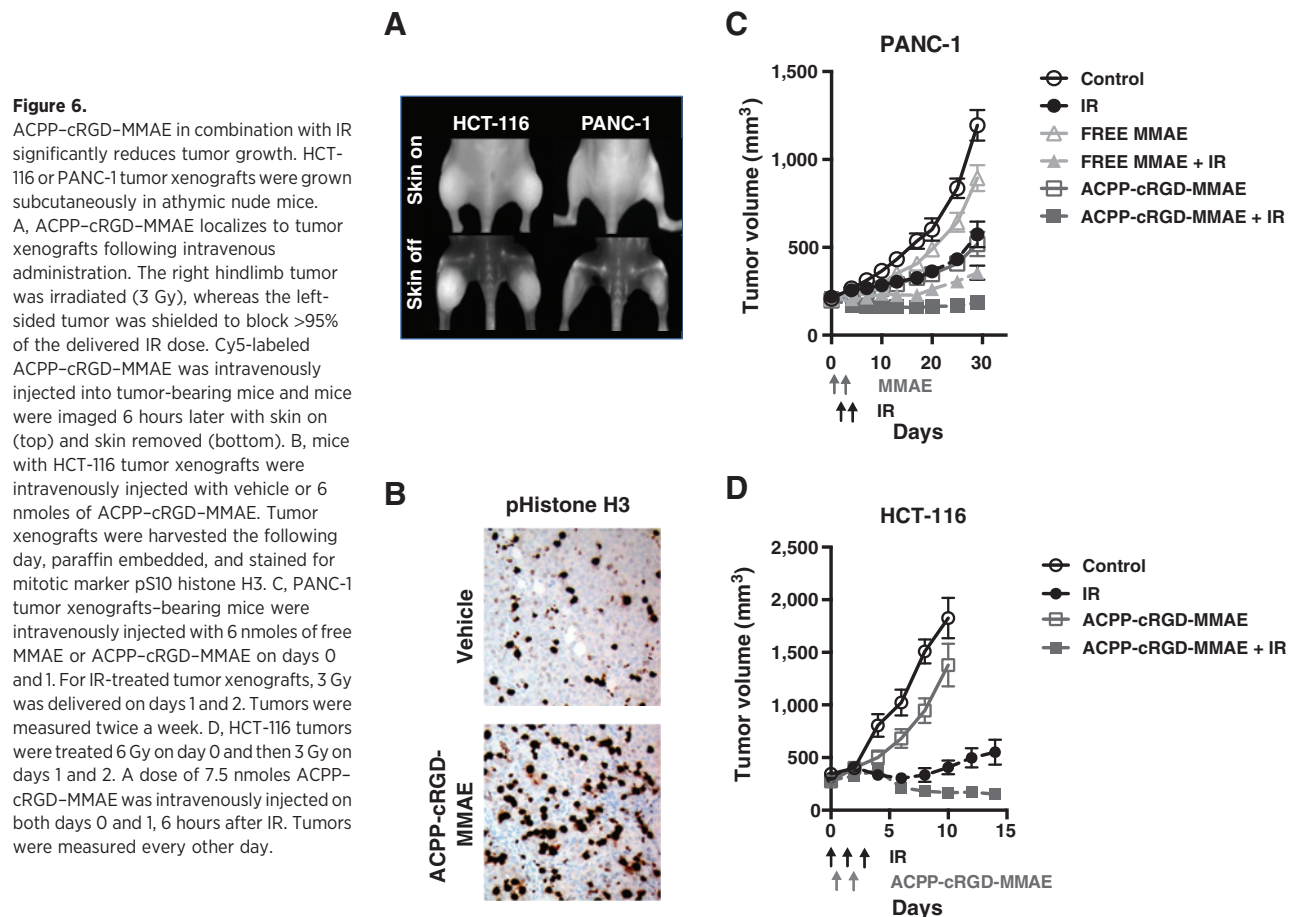 Figure 6.
ACPP–cRGD–MMAE in combination with IR
significantly reduces tumor growth. HCT-
116 or PANC-1 tumor xenografts were grown
subcutaneously in athymic nude mice.
A, ACPP–cRGD–MMAE localizes to tumor
xenografts following intravenous
administration. The right hindlimb tumor
was irradiated (3 Gy), whereas the left-
sided tumor was shielded to block >95%
of the delivered IR dose. Cy5-labeled
ACPP–cRGD–MMAE was intravenously
injected into tumor-bearing mice and mice
were imaged 6 hours later with skin on
(top) and skin removed (bottom). B, mice
with HCT-116 tumor xenografts were
intravenously injected with vehicle or 6
nmoles of ACPP–cRGD–MMAE. Tumor
xenografts were harvested the following
day, paraffin embedded, and stained for
mitotic marker pS10 histone H3. C, PANC-1
tumor xenografts–bearing mice were
intravenously injected with 6 nmoles of free
MMAE or ACPP–cRGD–MMAE on days 0
and 1. For IR-treated tumor xenografts, 3 Gy
was delivered on days 1 and 2. Tumors were
measured twice a week. D, HCT-116 tumors
were treated 6 Gy on day 0 and then 3 Gy on
days 1 and 2. A dose of 7.5 nmoles ACPP–
cRGD–MMAE was intravenously injected on
both days 0 and 1, 6 hours after IR. Tumors
were measured every other day.
A
HCT-116 PANC-1
Skin on
Skin off
B
pHistone H3
Vehicle
ACPP-cRGD-
MMAE
C
PANC-1
Tumor volume (mm³)
1,500
1,000
500
0
0 10 20 30
MMAE
IR
Days
Control
IR
FREE MMAE
FREE MMAE + IR
ACPP-cRGD-MMAE
ACPP-cRGD-MMAE + IR
D
HCT-116
Tumor volume (mm³)
2,500
2,000
1,500
1,000
500
0
0 5 10 15
IR
ACPP-cRGD-MMAE
Days
Control
IR
ACPP-cRGD-MMAE
ACPP-cRGD-MMAE + IR